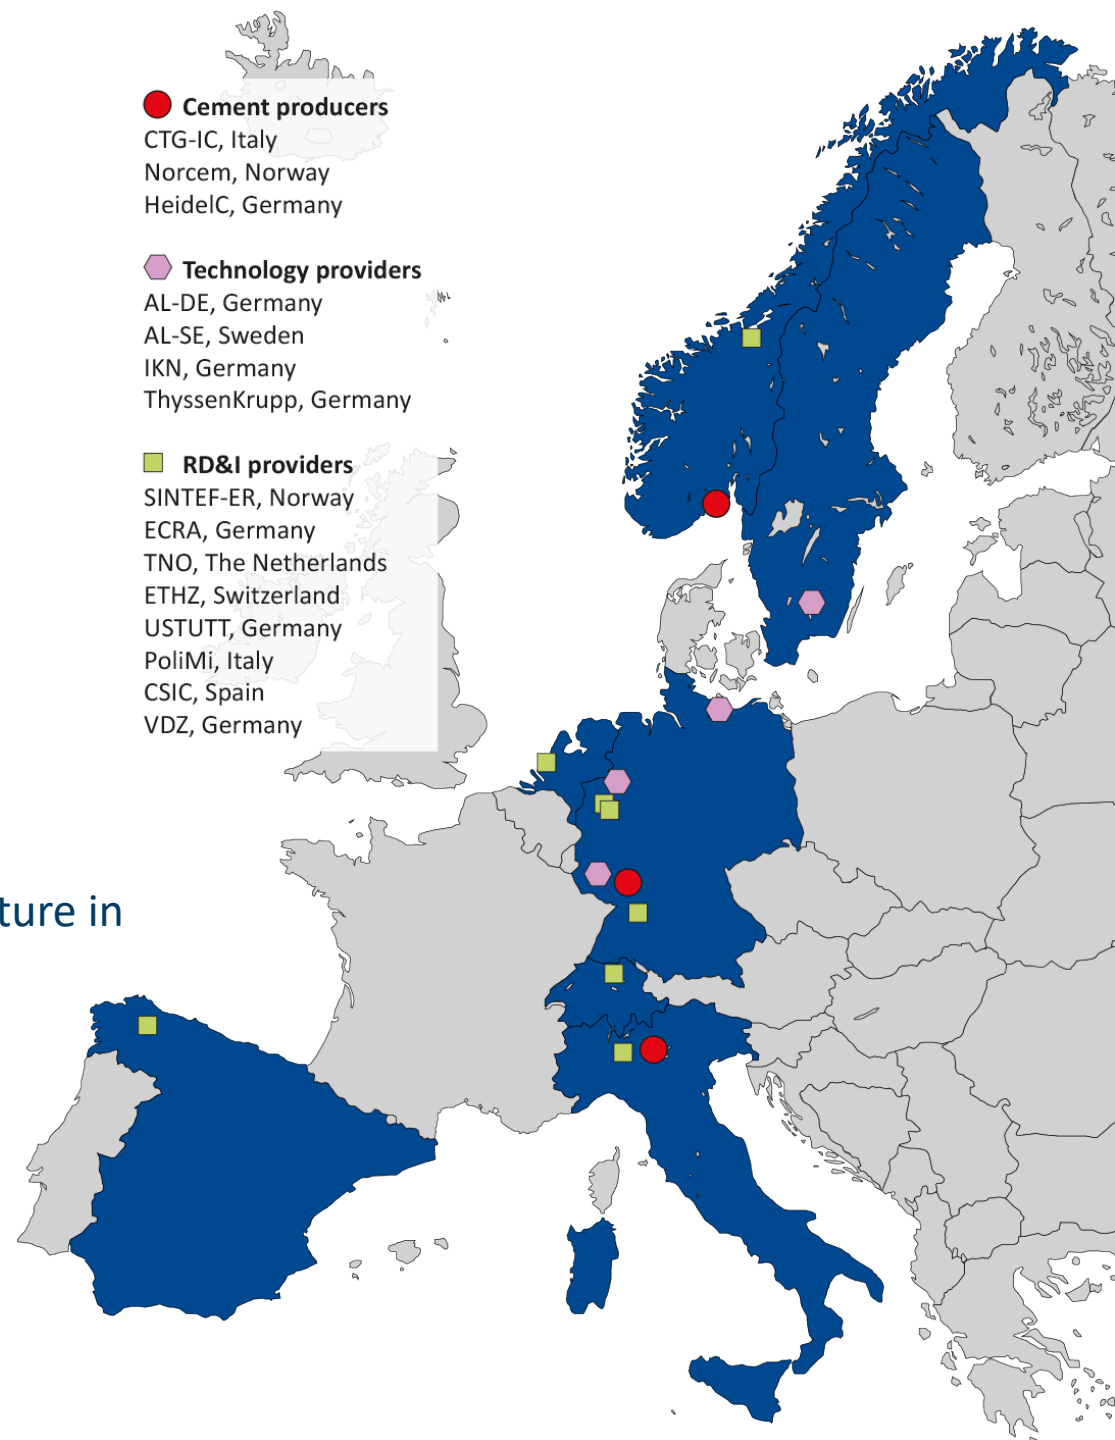 Cement producers
CTG-IC, Italy
Norcem, Norway
HeidelC, Germany
Technology providers
AL-DE, Germany
AL-SE, Sweden
IKN, Germany
ThyssenKrupp, Germany
RD&I providers
SINTEF-ER, Norway
ECRA, Germany
TNO, The Netherlands
ETHZ, Switzerland
USTUTT, Germany
PoliMi, Italy
CSIC, Spain
VDZ, Germany
ture in